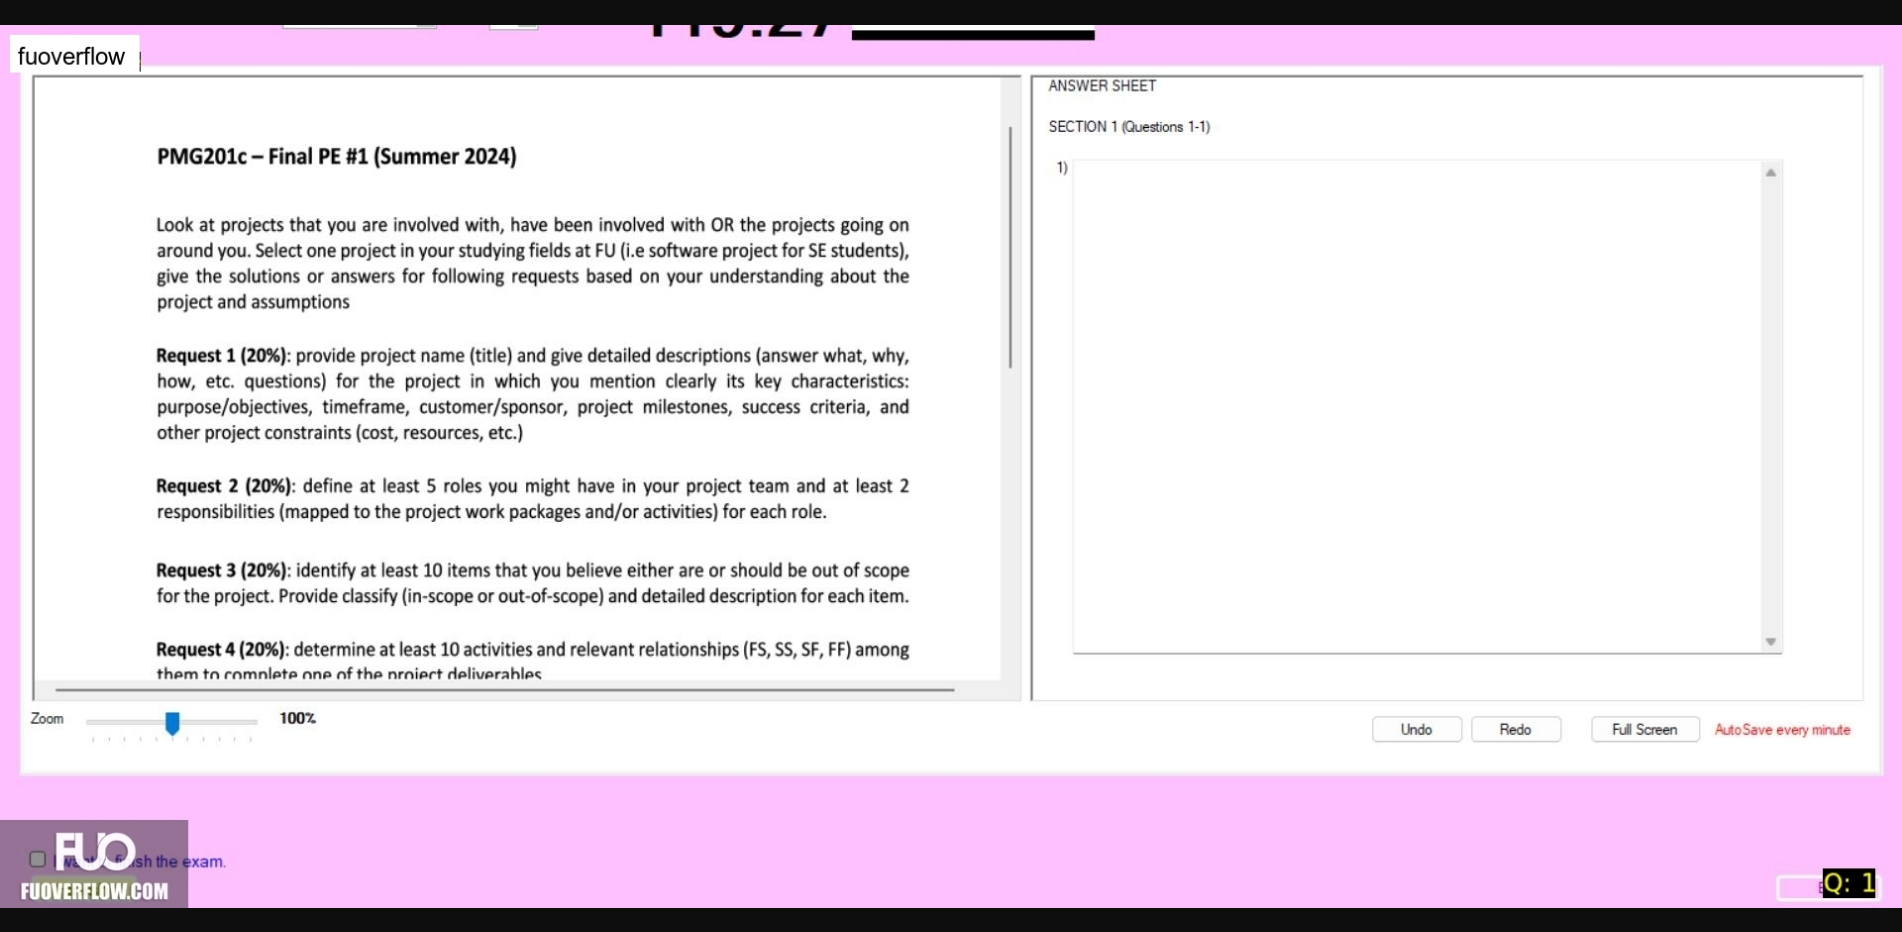 fuoverflow
PMG201c – Final PE #1 (Summer 2024)
Look at projects that you are involved with, have been involved with OR the projects going on
around you. Select one project in your studying fields at FU (i.e software project for SE students),
give the solutions or answers for following requests based on your understanding about the
project and assumptions
Request 1 (20%): provide project name (title) and give detailed descriptions (answer what, why,
how, etc. questions) for the project in which you mention clearly its key characteristics:
purpose/objectives, timeframe, customer/sponsor, project milestones, success criteria, and
other project constraints (cost, resources, etc.)
Request 2 (20%): define at least 5 roles you might have in your project team and at least 2
responsibilities (mapped to the project work packages and/or activities) for each role.
Request 3 (20%): identify at least 10 items that you believe either are or should be out of scope
for the project. Provide classify (in-scope or out-of-scope) and detailed description for each item.
Request 4 (20%): determine at least 10 activities and relevant relationships (FS, SS, SF, FF) among
them to complete one of the project deliverables
ANSWER SHEET
SECTION 1 (Questions 1-1)
1)
Zoom
100%
Undo
Redo
Full Screen
AutoSave every minute
the exam.
FUO
FUOVERFLOW.COM
Q: 1